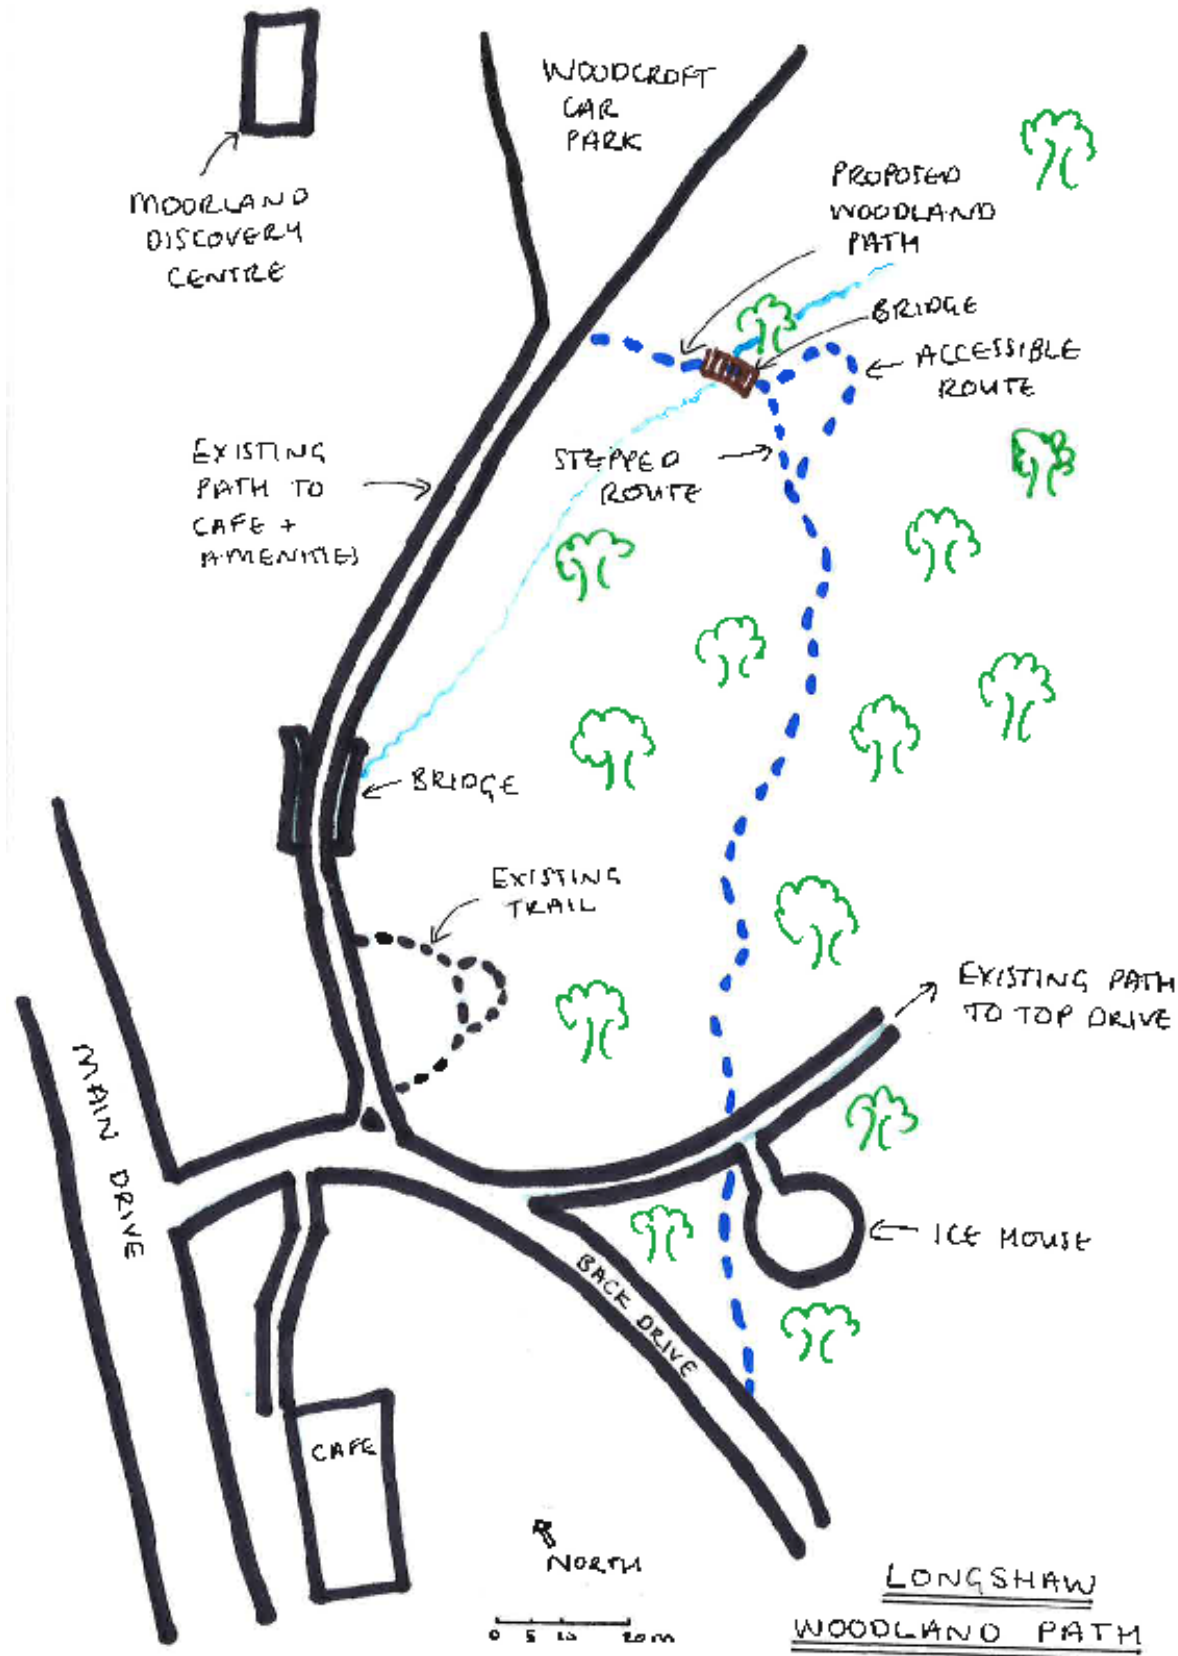 WOODCROFT
CAR
PARK
MOORLAND
DISCOVERY
CENTRE
PROPOSED
WOODLAND
PATH
BRIDGE
ACCESSIBLE
ROUTE
EXISTING
PATH TO
CAFE +
AMENITIES
STEPPED
ROUTE
BRIDGE
EXISTING
TRAIL
EXISTING PATH
TO TOP DRIVE
MAIN DRIVE
ICE HOUSE
BACK DRIVE
CAFE
NORTH
0 5 10 20m
LONGSHAW
WOODLAND PATH